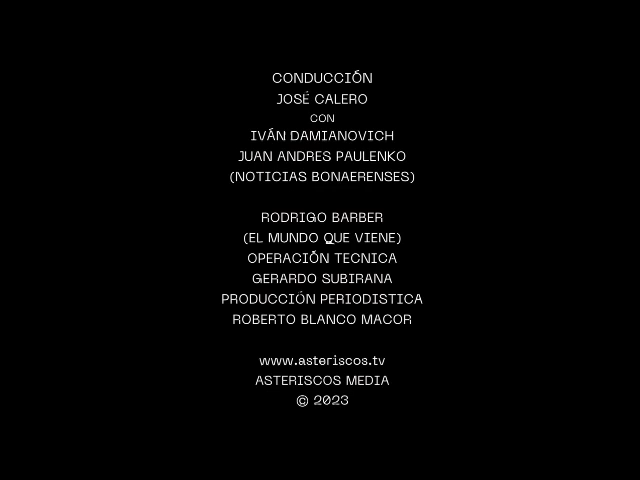 CONDUCCIÓN
JOSÉ CALERO
CON
IVÁN DAMIANOVICH
JUAN ANDRES PAULENKO
(NOTICIAS BONAERENSES)
RODRIGO BARBER
(EL MUNDO QUE VIENE)
OPERACIÓN TECNICA
GERARDO SUBIRANA
PRODUCCIÓN PERIODISTICA
ROBERTO BLANCO MACOR
www.asteriscos.tv
ASTERISCOS MEDIA
© 2023